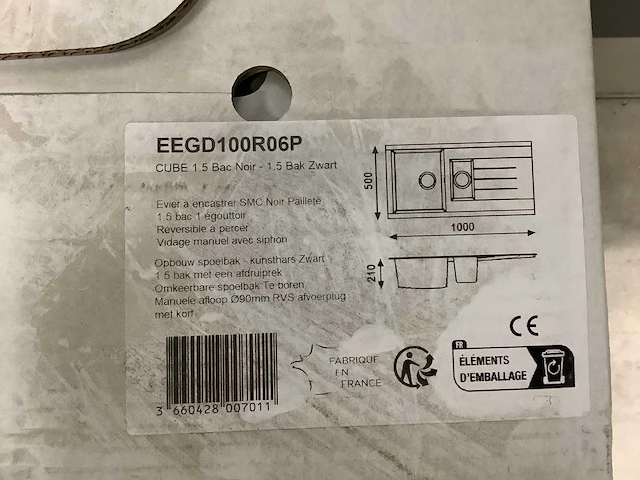 EEGD100R06P
CUBE 1.5 Bac Noir - 1.5 Bak Zwart
Evier à encastrer SMC Noir Pailleté
1.5 bac 1 égouttoir
Réversible à percer
Vidage manuel avec siphon
Opbouw spoelbak - kunsthars Zwart
1.5 bak met een afdruiprek
Omkeerbare spoelbak Te boren
Manuele afloop Ø90mm RVS afvoerplug
met korf
500
1000
210
3 660428 007011
FABRIQUÉ
EN
FRANCE
CE
FR
ÉLÉMENTS
D'EMBALLAGE